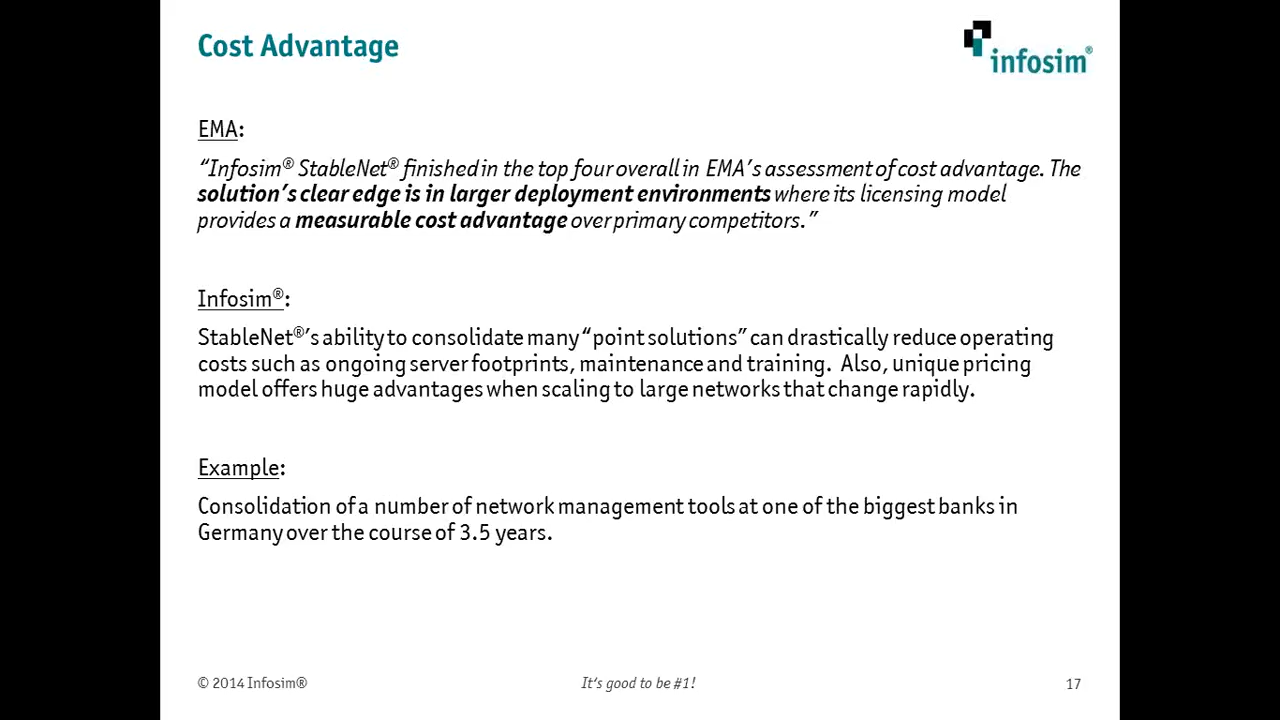 Cost Advantage
infosim®
EMA:
“Infosim® StableNet® finished in the top four overall in EMA’s assessment of cost advantage. The
solution’s clear edge is in larger deployment environments where its licensing model
provides a measurable cost advantage over primary competitors.”
Infosim®:
StableNet®’s ability to consolidate many “point solutions” can drastically reduce operating
costs such as ongoing server footprints, maintenance and training.  Also, unique pricing
model offers huge advantages when scaling to large networks that change rapidly.
Example:
Consolidation of a number of network management tools at one of the biggest banks in
Germany over the course of 3.5 years.
© 2014 Infosim®
It’s good to be #1!
17